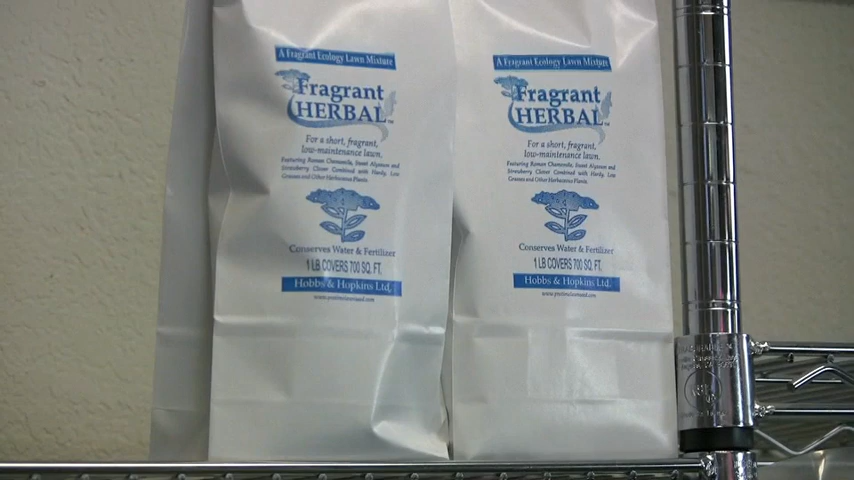 A Fragrant Ecology Lawn Mixture
Fragrant
HERBAL™
For a short, fragrant,
low-maintenance lawn.
Featuring Roman Chamomile, Sweet Alyssum and
Strawberry Clover Combined with Hardy, Low
Grasses and Other Herbaceous Plants.
Conserves Water & Fertilizer
1 LB COVERS 700 SQ. FT.
Hobbs & Hopkins Ltd.
A Fragrant Ecology Lawn Mixture
Fragrant
HERBAL™
For a short, fragrant,
low-maintenance lawn.
Featuring Roman Chamomile, Sweet Alyssum and
Strawberry Clover Combined with Hardy, Low
Grasses and Other Herbaceous Plants.
Conserves Water & Fertilizer
1 LB COVERS 700 SQ. FT.
Hobbs & Hopkins Ltd.